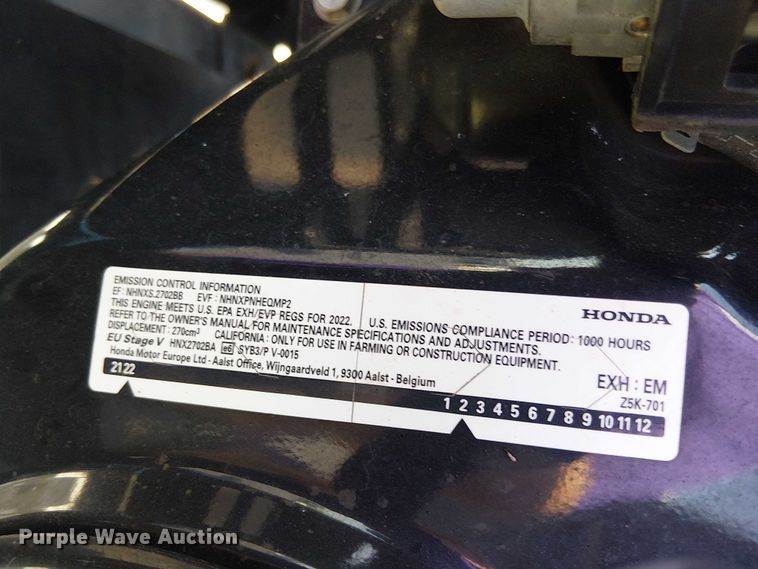 EMISSION CONTROL INFORMATION
EF: NHNXS.2702BB EVF: NHNXPNHEQMP2
THIS ENGINE MEETS U.S. EPA EXH/EVP REGS FOR 2022. U.S. EMISSIONS COMPLIANCE PERIOD: 1000 HOURS
REFER TO THE OWNER'S MANUAL FOR MAINTENANCE SPECIFICATIONS AND ADJUSTMENTS.
DISPLACEMENT: 270cm³ CALIFORNIA: ONLY FOR USE IN FARMING OR CONSTRUCTION EQUIPMENT.
EU Stage V HNX2702BA e6 SYB3/P V-0015
Honda Motor Europe Ltd - Aalst Office, Wijngaardveld 1, 9300 Aalst - Belgium
HONDA
EXH : EM
Z5K-701
21 22
1 2 3 4 5 6 7 8 9 10 11 12
Purple Wave Auction